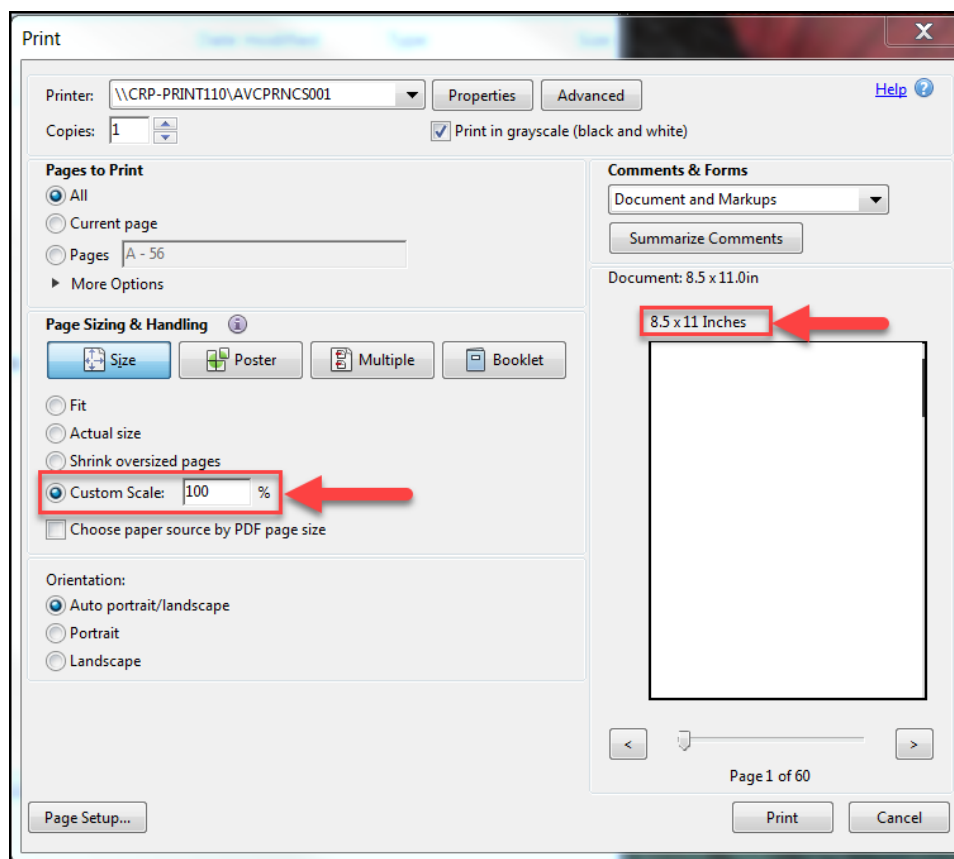 Print
X
Printer: \\CRP-PRINT110\AVCPRNCS001 Properties Advanced Help ?
Copies: 1 Print in grayscale (black and white)
Pages to Print
All
Current page
Pages A - 56
More Options
Comments & Forms
Document and Markups
Summarize Comments
Page Sizing & Handling i
Size Poster Multiple Booklet
Fit
Actual size
Shrink oversized pages
Custom Scale: 100 %
Choose paper source by PDF page size
Orientation:
Auto portrait/landscape
Portrait
Landscape
Document: 8.5 x 11.0in
8.5 x 11 Inches
< >
Page 1 of 60
Page Setup... Print Cancel